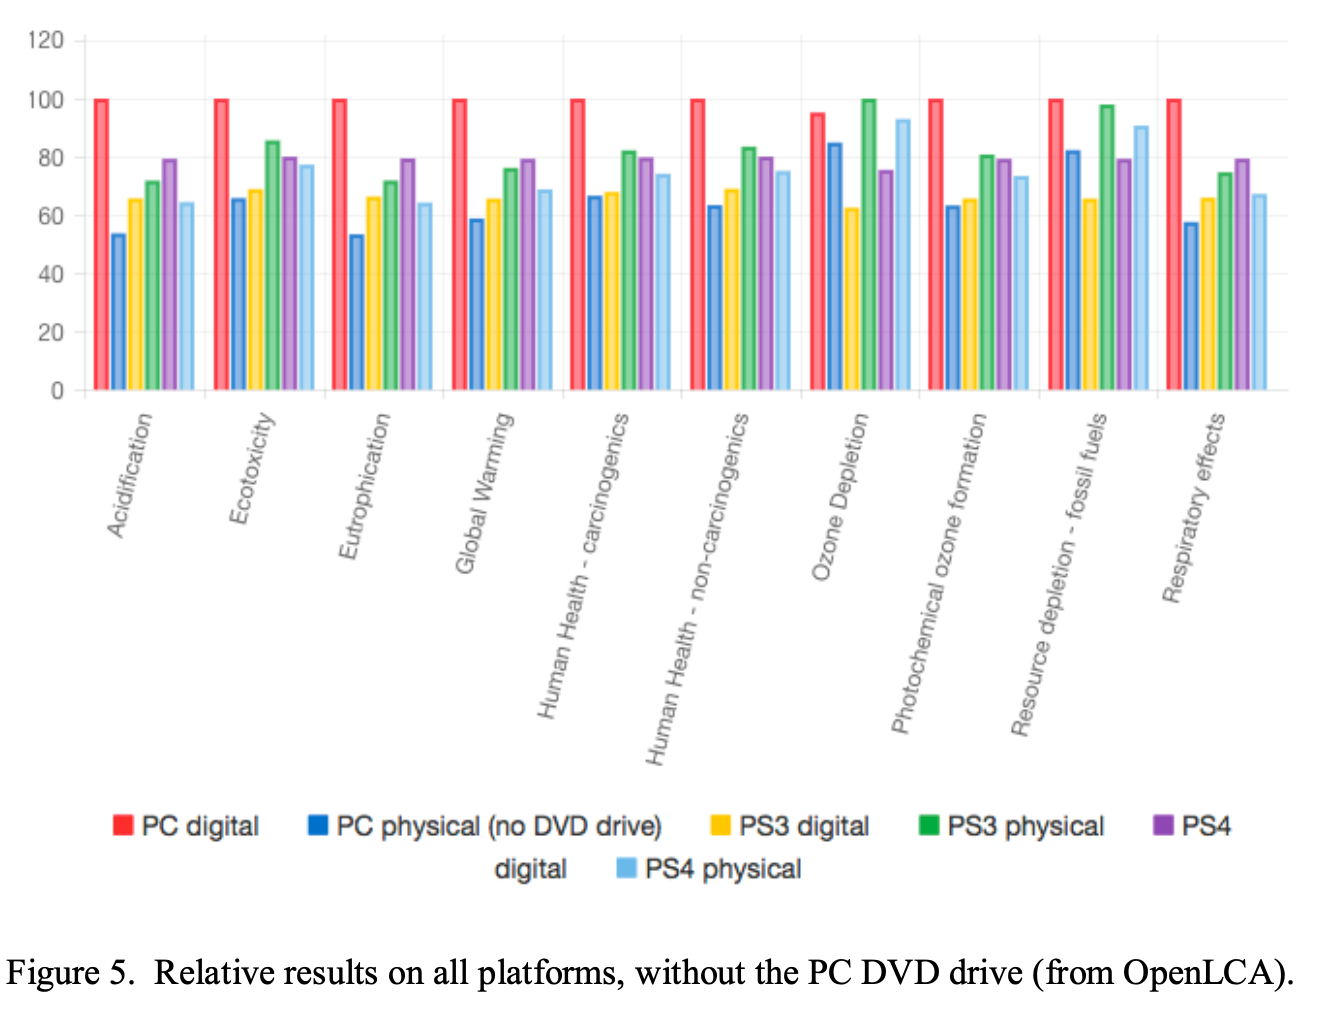 120
100
80
60
40
20
0
Acidification
Ecotoxicity
Eutrophication
Global Warming
Human Health - carcinogenics
Human Health - non-carcinogenics
Ozone Depletion
Photochemical ozone formation
Resource depletion - fossil fuels
Respiratory effects
PC digital PC physical (no DVD drive) PS3 digital PS3 physical PS4
digital PS4 physical
Figure 5. Relative results on all platforms, without the PC DVD drive (from OpenLCA).